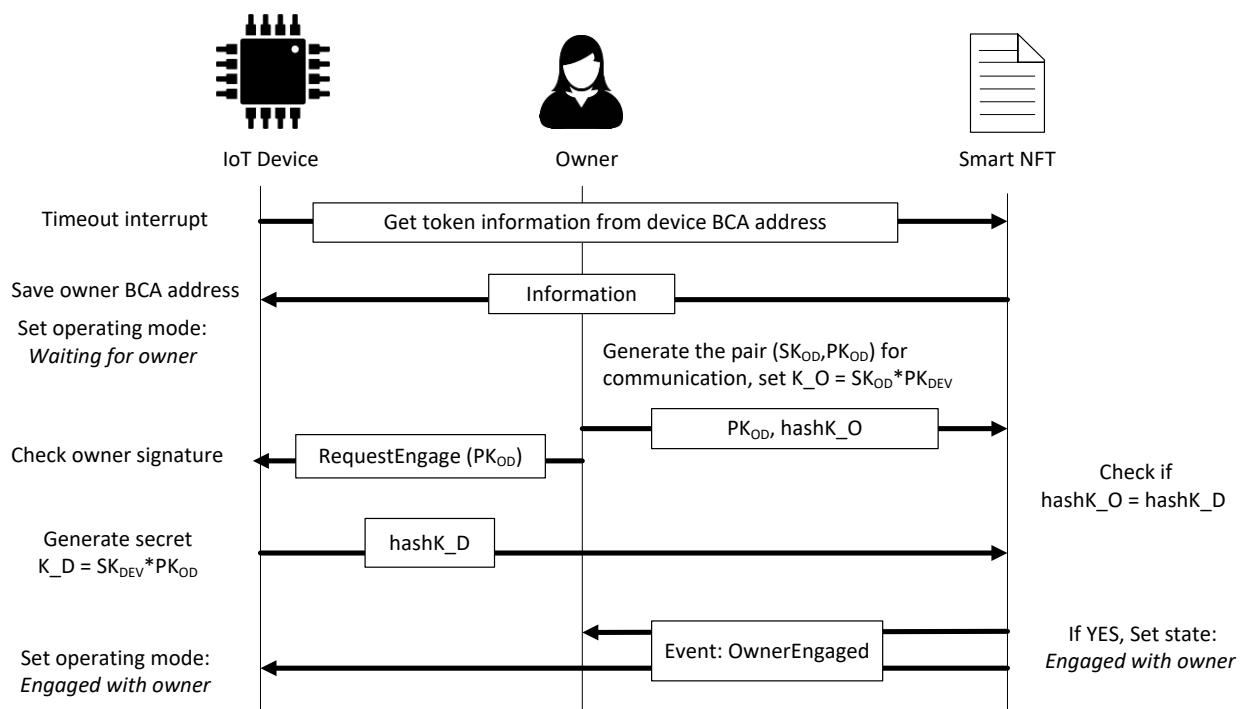 IoT Device
Owner
Smart NFT
Timeout interrupt
Get token information from device BCA address
Save owner BCA address
Information
Set operating mode:
Waiting for owner
Generate the pair (SK_OD,PK_OD) for
communication, set K_O = SK_OD*PK_DEV
PK_OD, hashK_O
Check owner signature
RequestEngage (PK_OD)
Check if
hashK_O = hashK_D
Generate secret
K_D = SK_DEV*PK_OD
hashK_D
If YES, Set state:
Engaged with owner
Event: OwnerEngaged
Set operating mode:
Engaged with owner